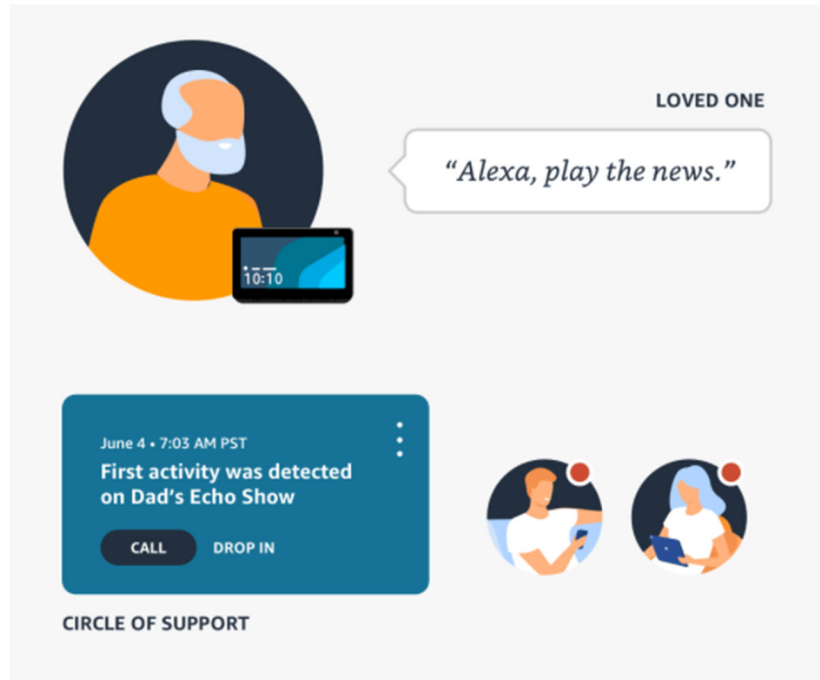 LOVED ONE
“Alexa, play the news.”
10:10
June 4 • 7:03 AM PST
First activity was detected
on Dad’s Echo Show
CALL DROP IN
CIRCLE OF SUPPORT